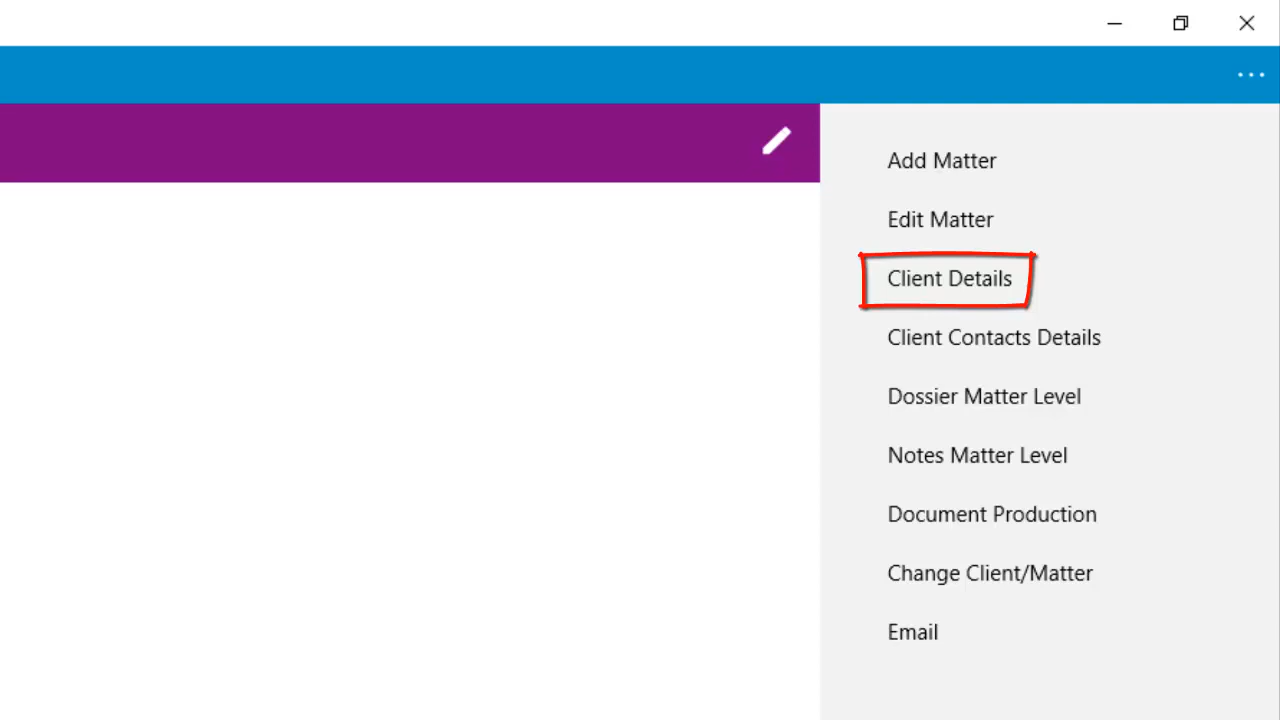 Add Matter
Edit Matter
Client Details
Client Contacts Details
Dossier Matter Level
Notes Matter Level
Document Production
Change Client/Matter
Email